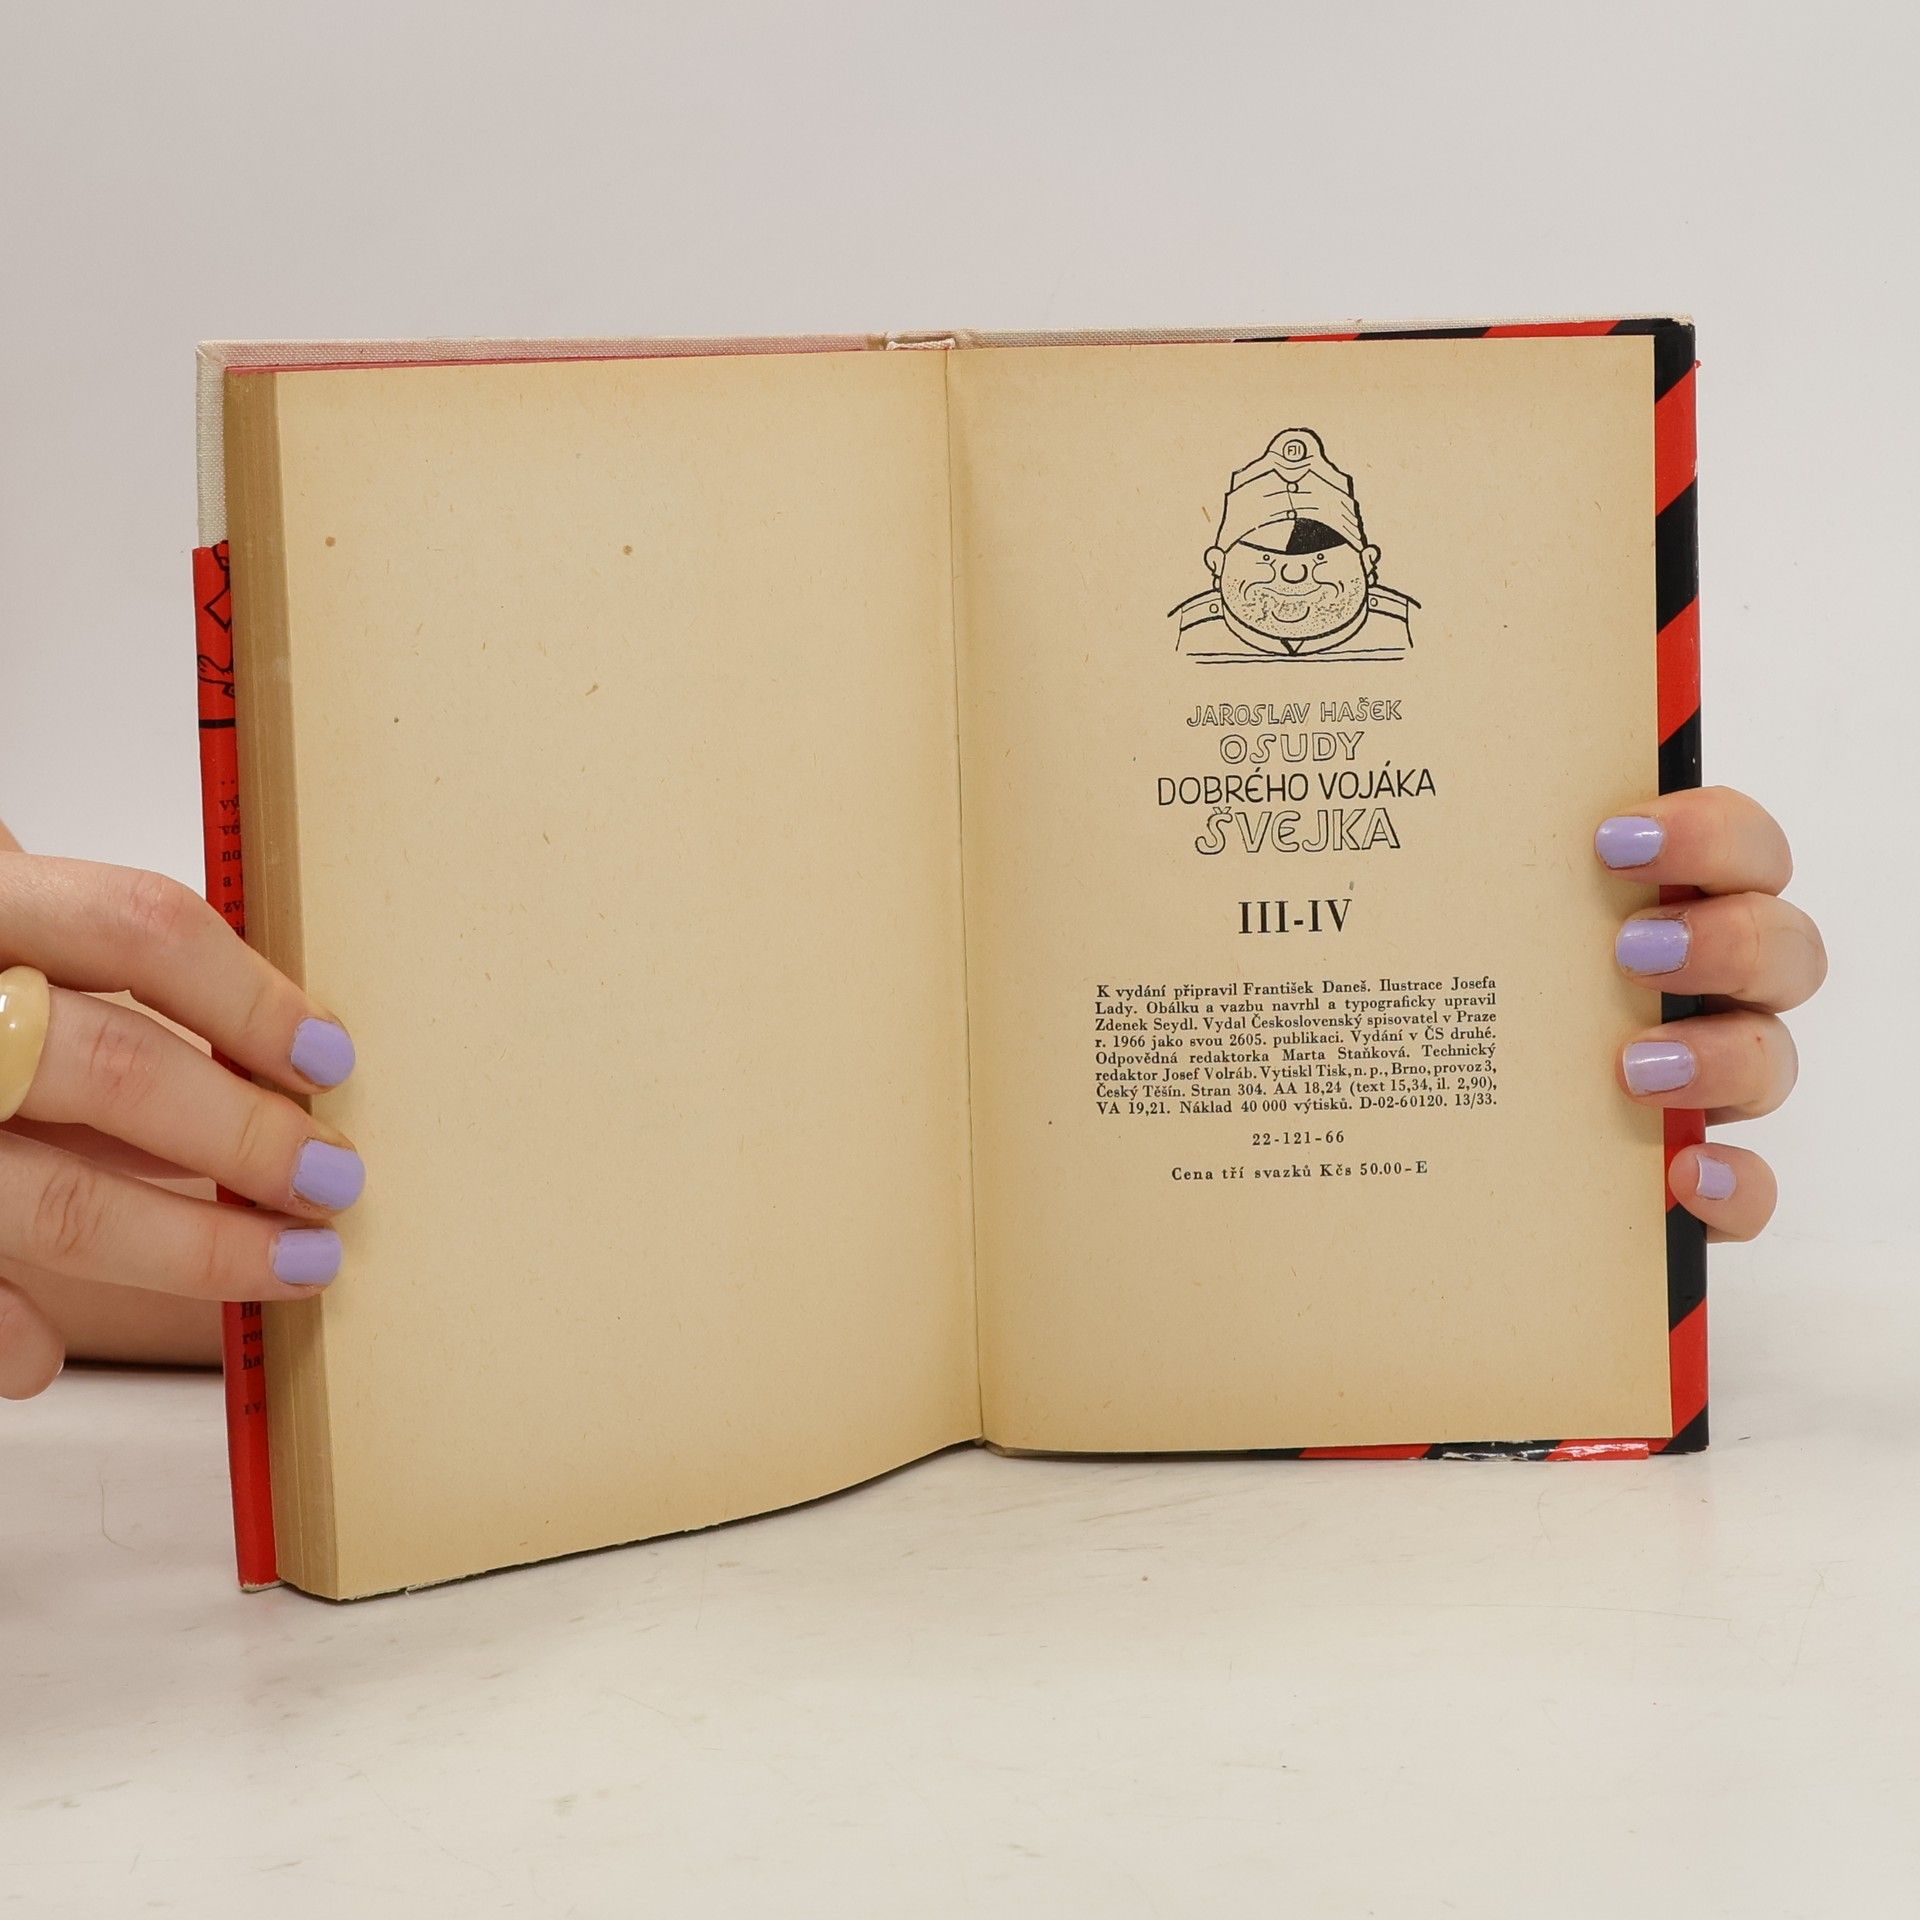 FJI
JAROSLAV HAŠEK
OSUDY
DOBRÉHO VOJÁKA
ŠVEJKA
III-IV
K vydání připravil František Daneš. Ilustrace Josefa
Lady. Obálku a vazbu navrhl a typograficky upravil
Zdenek Seydl. Vydal Československý spisovatel v Praze
r. 1966 jako svou 2605. publikaci. Vydání v ČS druhé.
Odpovědná redaktorka Marta Staňková. Technický
redaktor Josef Volráb. Vytiskl Tisk, n. p., Brno, provoz 3,
Český Těšín. Stran 304. AA 18,24 (text 15,34, il. 2,90),
VA 19,21. Náklad 40 000 výtisků. D-02-60120. 13/33.
22-121-66
Cena tří svazků Kčs 50.00-E